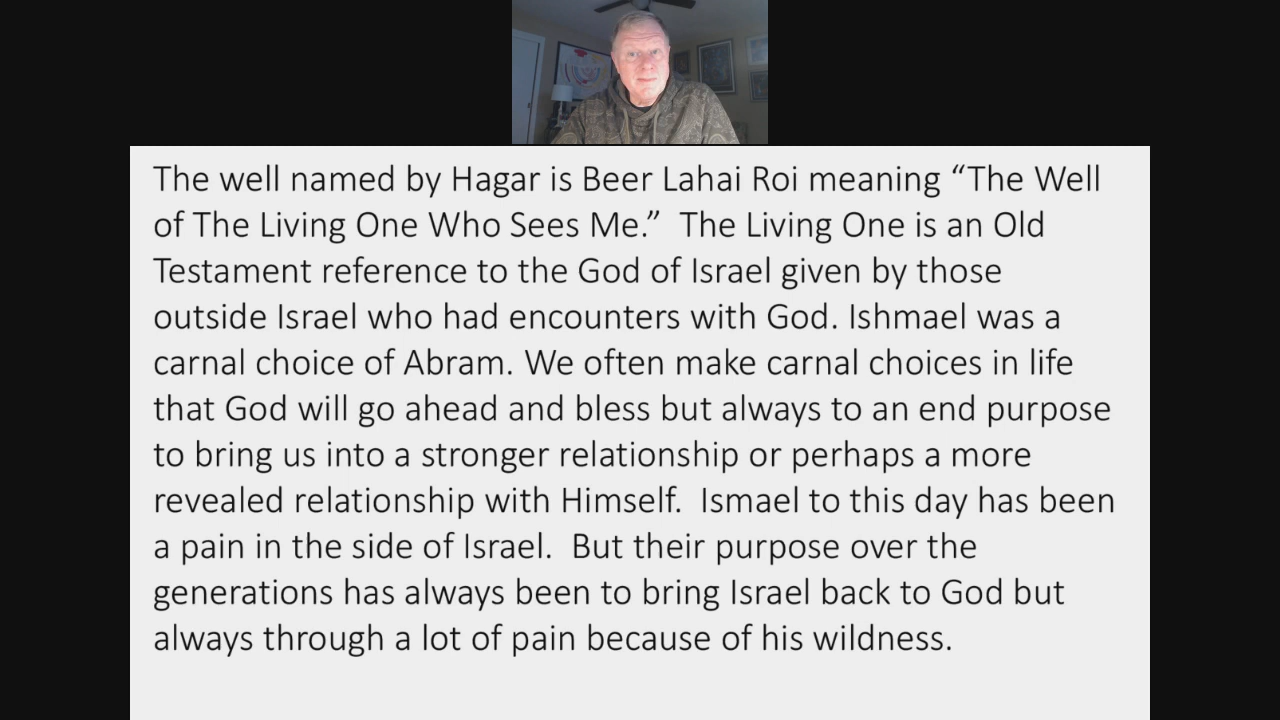 The well named by Hagar is Beer Lahai Roi meaning “The Well
of The Living One Who Sees Me.”  The Living One is an Old
Testament reference to the God of Israel given by those
outside Israel who had encounters with God. Ishmael was a
carnal choice of Abram. We often make carnal choices in life
that God will go ahead and bless but always to an end purpose
to bring us into a stronger relationship or perhaps a more
revealed relationship with Himself.  Ismael to this day has been
a pain in the side of Israel.  But their purpose over the
generations has always been to bring Israel back to God but
always through a lot of pain because of his wildness.